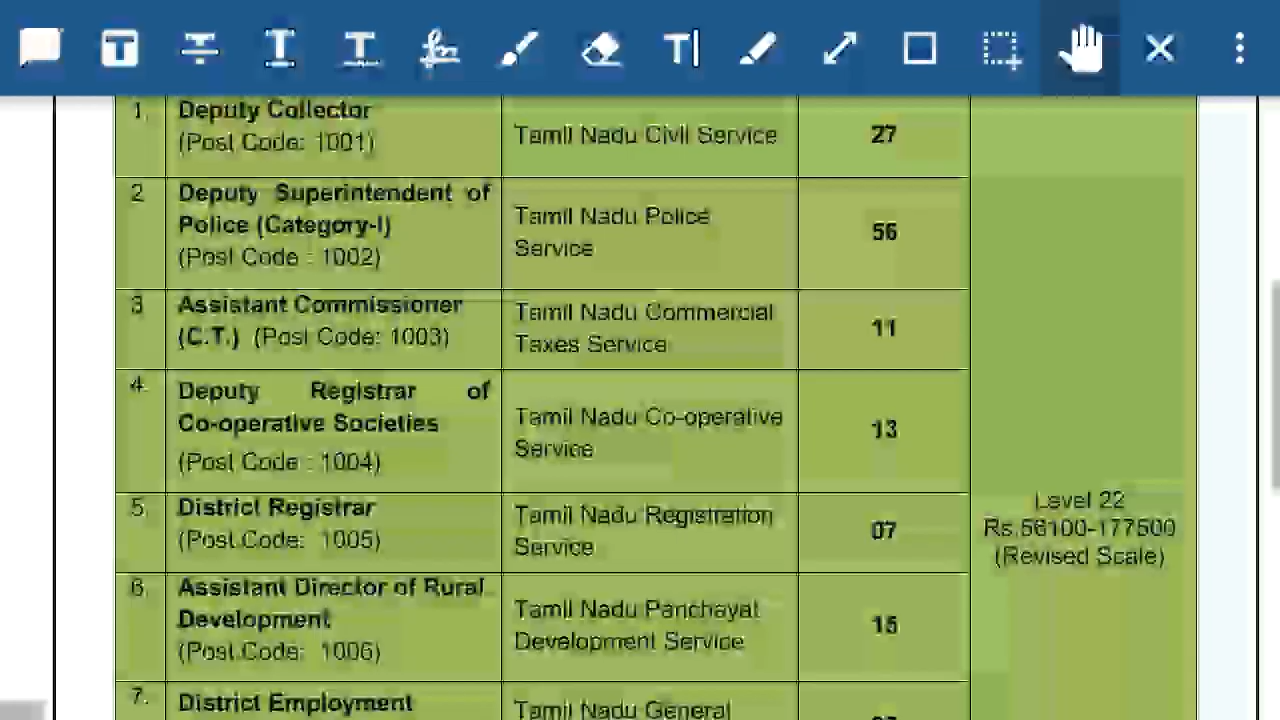 1.
Deputy Collector
(Post Code: 1001)
Tamil Nadu Civil Service
27
2
Deputy Superintendent of
Police (Category-I)
(Post Code : 1002)
Tamil Nadu Police
Service
56
3
Assistant Commissioner
(C.T.) (Post Code: 1003)
Tamil Nadu Commercial
Taxes Service
11
4.
Deputy Registrar of
Co-operative Societies
(Post Code : 1004)
Tamil Nadu Co-operative
Service
13
5.
District Registrar
(Post Code: 1005)
Tamil Nadu Registration
Service
07
6.
Assistant Director of Rural
Development
(Post Code: 1006)
Tamil Nadu Panchayat
Development Service
15
7.
District Employment
Tamil Nadu General
Level 22
Rs.56100-177500
(Revised Scale)